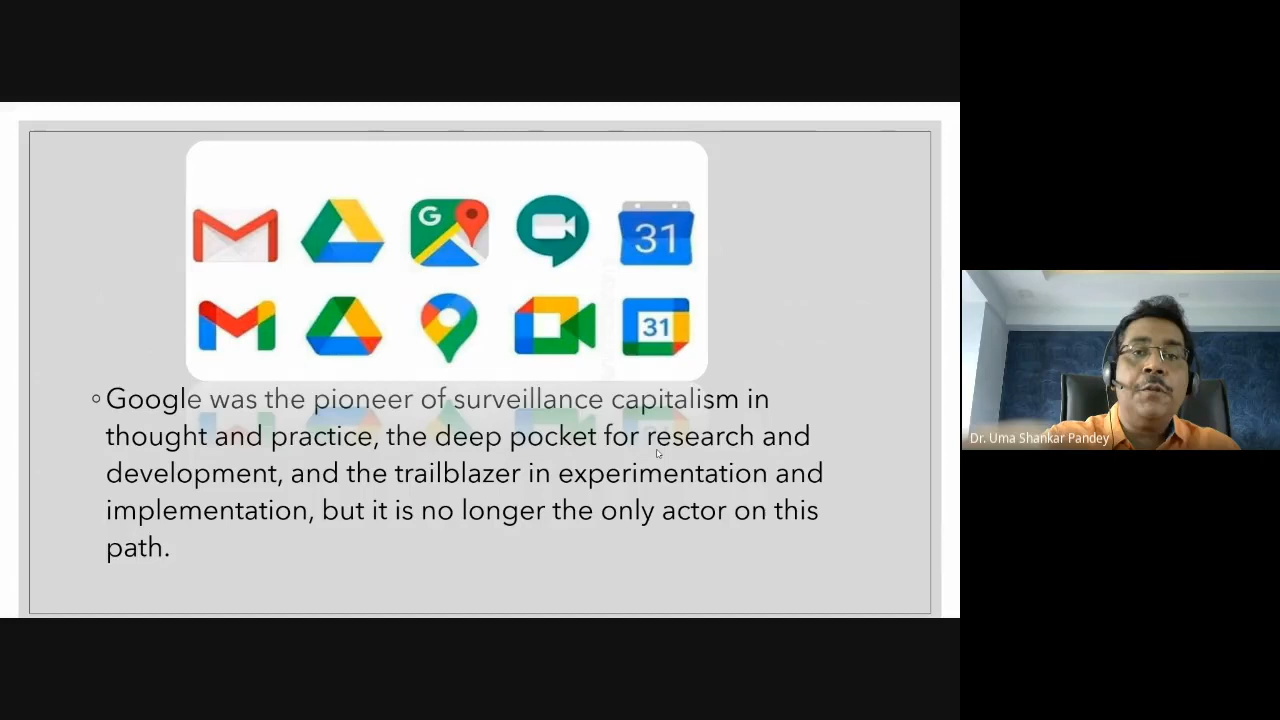 G
31
31
Google was the pioneer of surveillance capitalism in
thought and practice, the deep pocket for research and
development, and the trailblazer in experimentation and
implementation, but it is no longer the only actor on this
path.
Dr. Uma Shankar Pandey